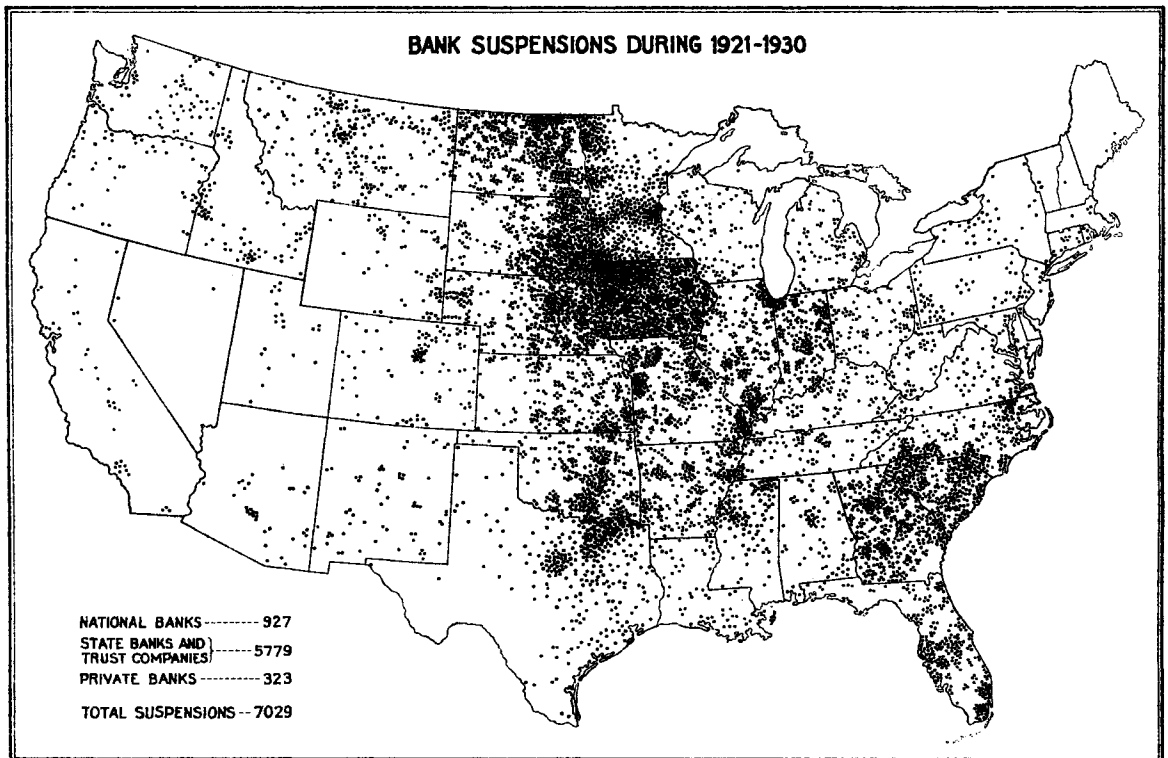 BANK SUSPENSIONS DURING 1921-1930
NATIONAL BANKS --------- 927
STATE BANKS AND
TRUST COMPANIES} ------- 5779
PRIVATE BANKS ---------- 323
TOTAL SUSPENSIONS -- 7029